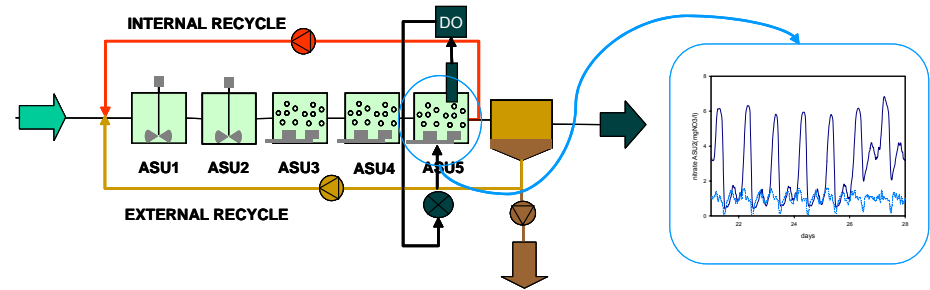 INTERNAL RECYCLE
DO
ASU1
ASU2
ASU3
ASU4
ASU5
EXTERNAL RECYCLE
nitrate ASU2(mgNO3/l)
8
6
4
2
0
22
24
26
28
days